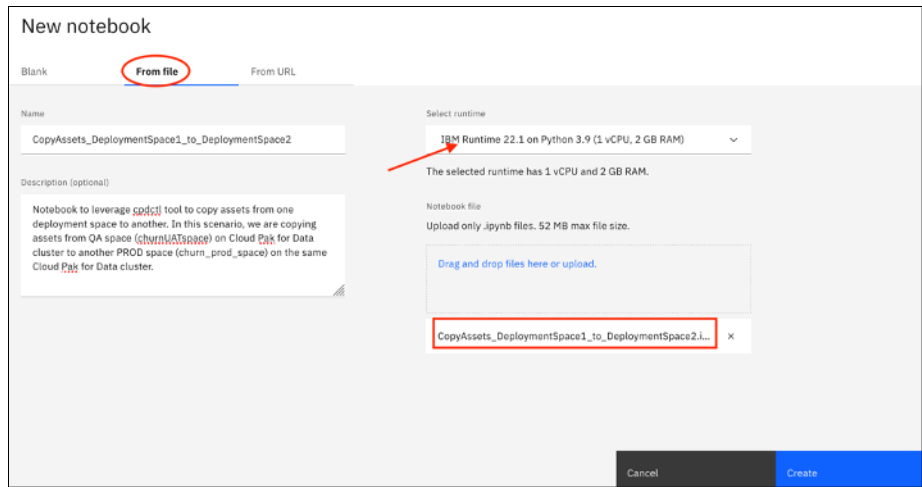 New notebook
Blank
From file
From URL
Name
CopyAssets_DeploymentSpace1_to_DeploymentSpace2
Description (optional)
Notebook to leverage cpdctl tool to copy assets from one
deployment space to another. In this scenario, we are copying
assets from QA space (churnUATspace) on Cloud Pak for Data
cluster to another PROD space (churn_prod_space) on the same
Cloud Pak for Data cluster.
Select runtime
IBM Runtime 22.1 on Python 3.9 (1 vCPU, 2 GB RAM)
The selected runtime has 1 vCPU and 2 GB RAM.
Notebook file
Upload only .ipynb files. 52 MB max file size.
Drag and drop files here or upload.
CopyAssets_DeploymentSpace1_to_DeploymentSpace2.i...
Cancel
Create